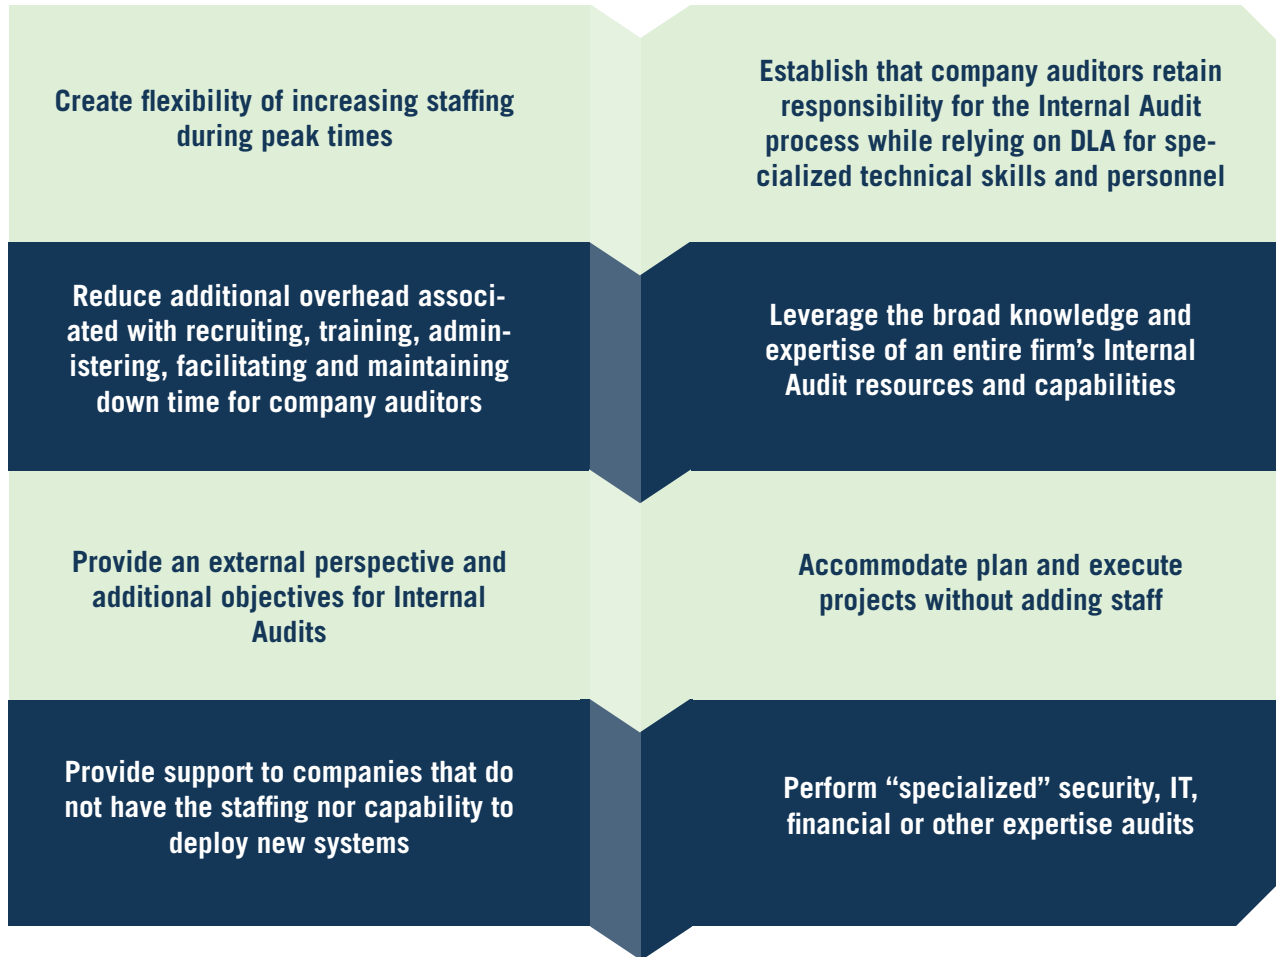 Create flexibility of increasing staffing
during peak times
Establish that company auditors retain
responsibility for the Internal Audit
process while relying on DLA for spe-
cialized technical skills and personnel
Reduce additional overhead associ-
ated with recruiting, training, admin-
istering, facilitating and maintaining
down time for company auditors
Leverage the broad knowledge and
expertise of an entire firm’s Internal
Audit resources and capabilities
Provide an external perspective and
additional objectives for Internal
Audits
Accommodate plan and execute
projects without adding staff
Provide support to companies that do
not have the staffing nor capability to
deploy new systems
Perform “specialized” security, IT,
financial or other expertise audits